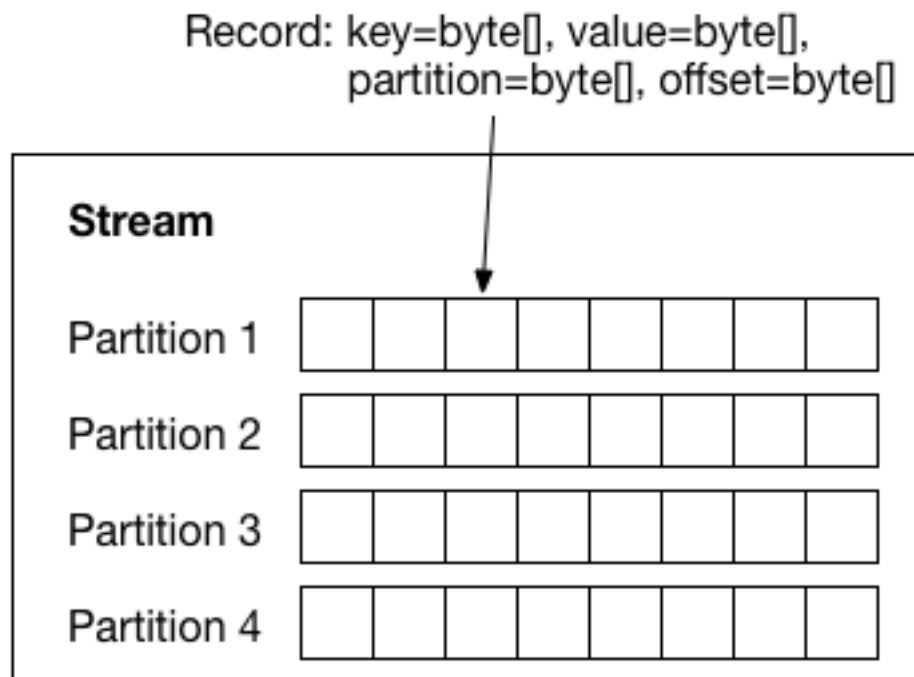 Record: key=byte[], value=byte[],
partition=byte[], offset=byte[]
Stream
Partition 1
Partition 2
Partition 3
Partition 4